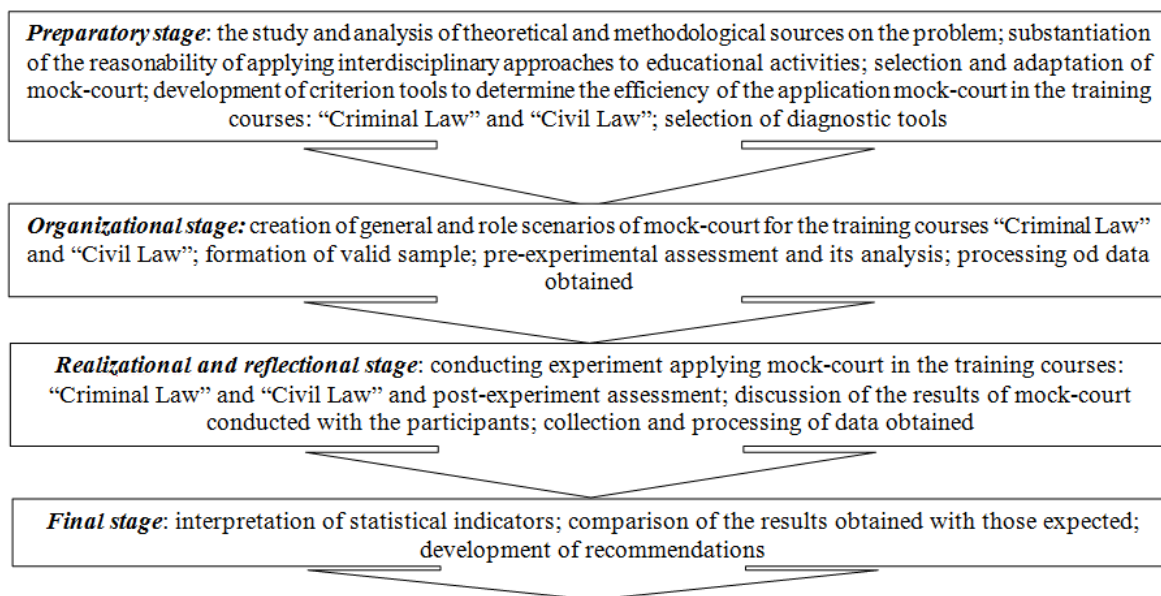 Preparatory stage: the study and analysis of theoretical and methodological sources on the problem; substantiation
of the reasonability of applying interdisciplinary approaches to educational activities; selection and adaptation of
mock-court; development of criterion tools to determine the efficiency of the application mock-court in the training
courses: “Criminal Law” and “Civil Law”; selection of diagnostic tools
Organizational stage: creation of general and role scenarios of mock-court for the training courses “Criminal Law”
and “Civil Law”; formation of valid sample; pre-experimental assessment and its analysis; processing od data
obtained
Realizational and reflectional stage: conducting experiment applying mock-court in the training courses:
“Criminal Law” and “Civil Law” and post-experiment assessment; discussion of the results of mock-court
conducted with the participants; collection and processing of data obtained
Final stage: interpretation of statistical indicators; comparison of the results obtained with those expected;
development of recommendations